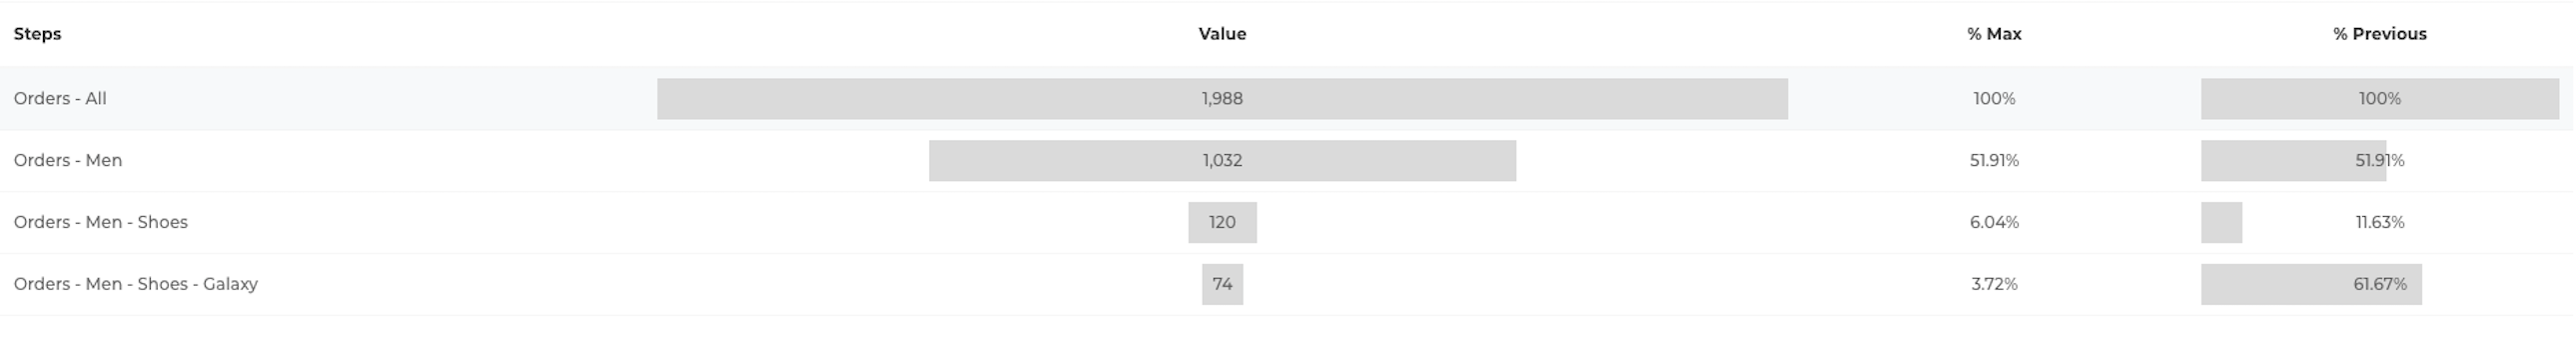 Steps Value % Max % Previous
Orders - All 1,988 100% 100%
Orders - Men 1,032 51.91% 51.91%
Orders - Men - Shoes 120 6.04% 11.63%
Orders - Men - Shoes - Galaxy 74 3.72% 61.67%